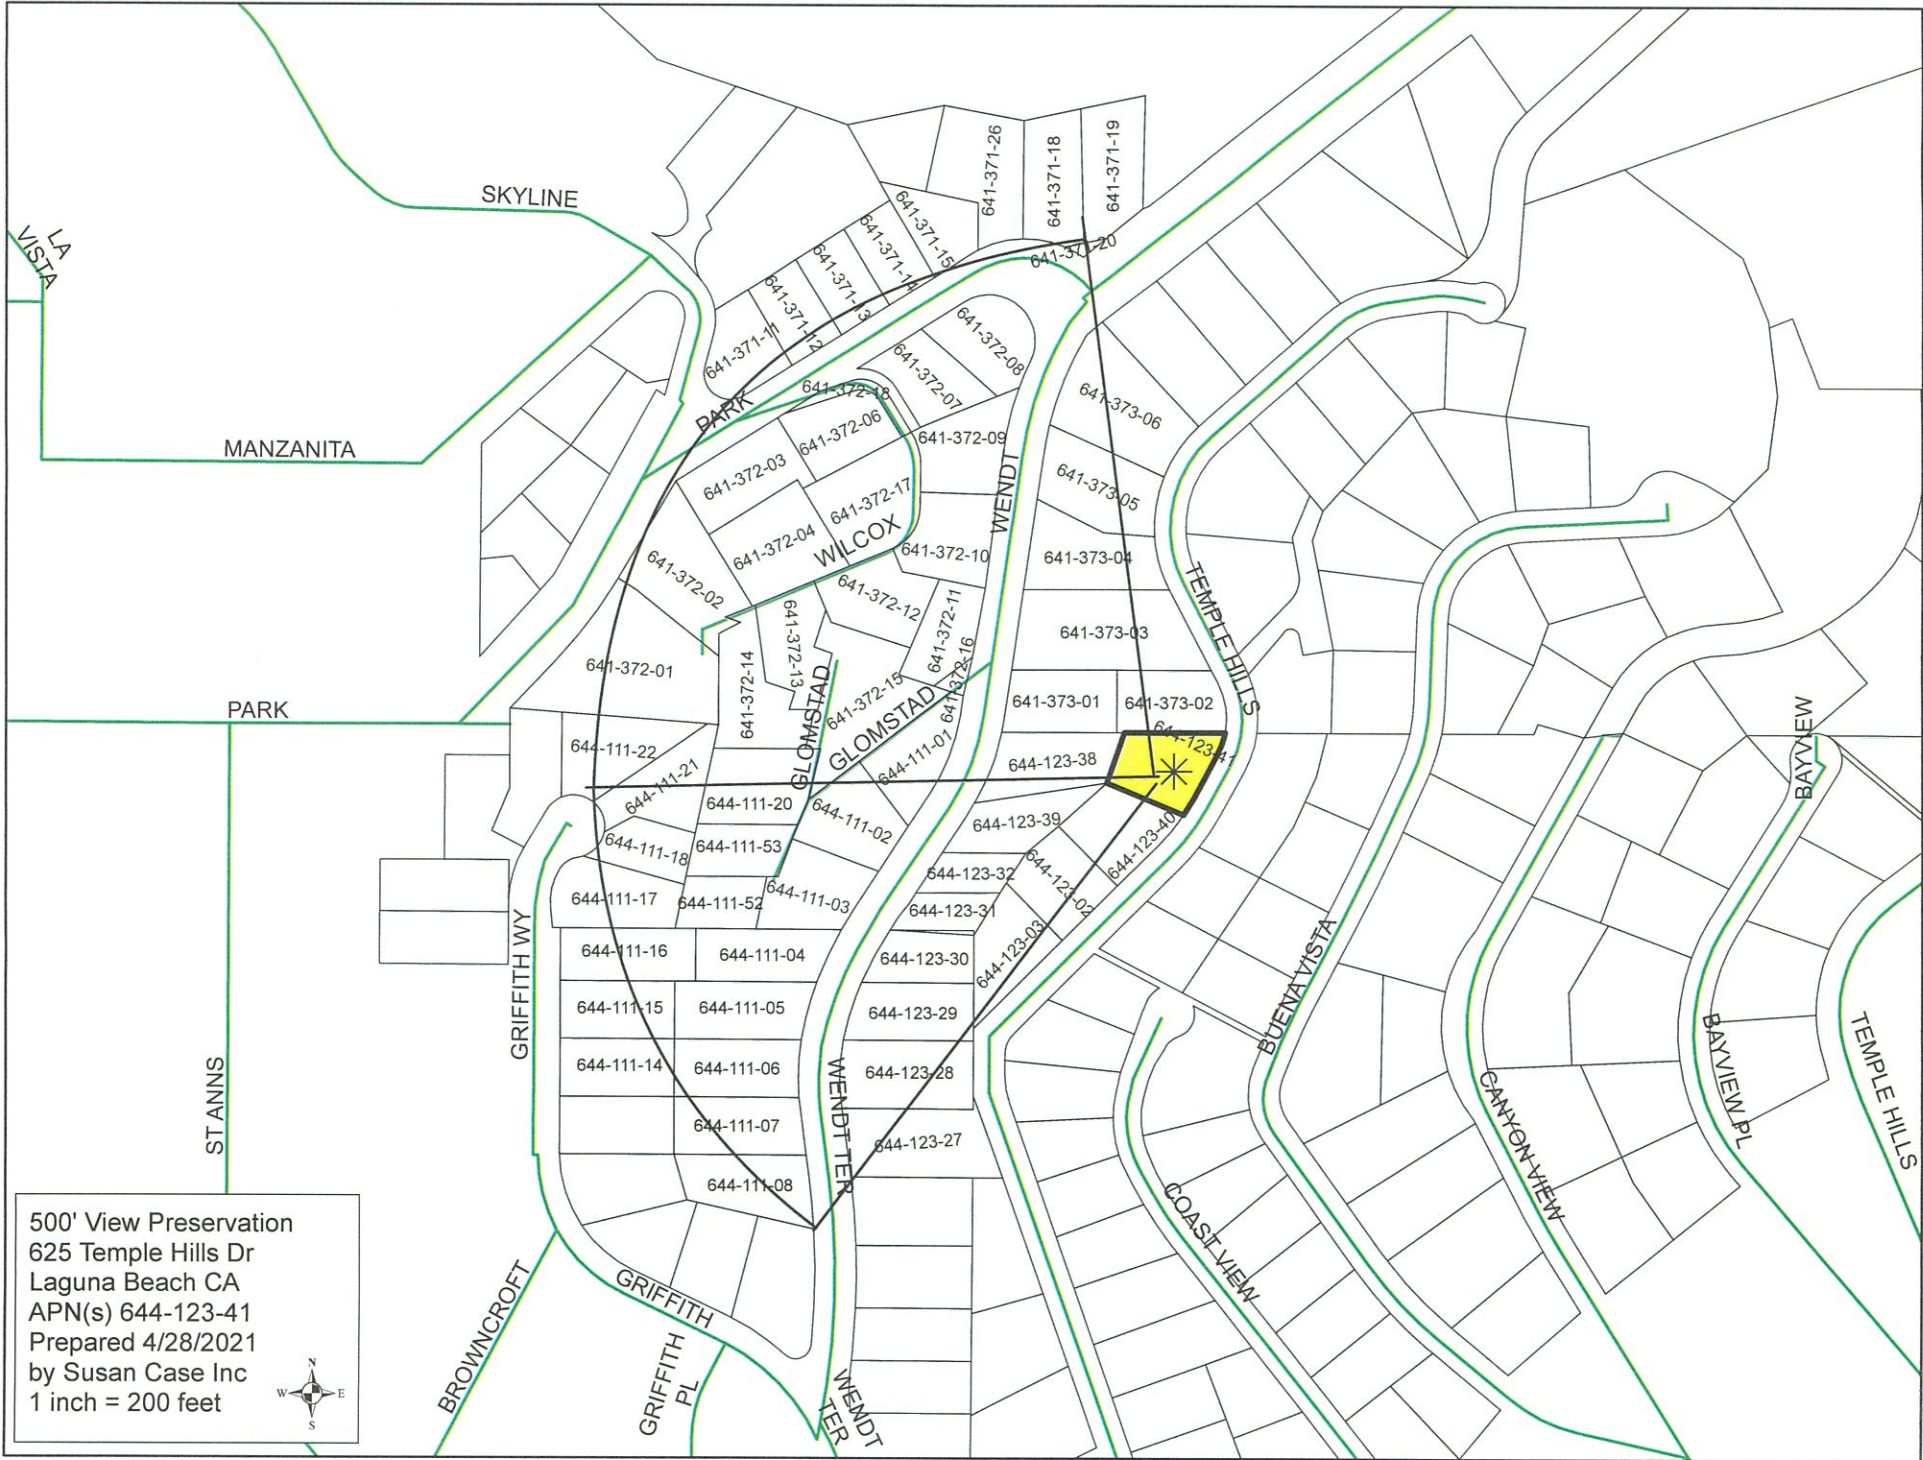 SKYLINE
LA
VISTA
MANZANITA
PARK
ST ANNS
641-371-26
641-371-18
641-371-19
641-371-20
641-371-15
641-371-14
641-371-13
641-371-12
641-371-11
PARK
641-372-18
641-372-08
641-372-07
641-372-06
641-372-09
641-372-03
641-372-17
641-372-04
WILCOX
641-372-10
641-372-02
641-372-12
641-372-11
641-372-13
641-372-16
641-372-01
641-372-14
641-372-15
GLOMSTAD
GLOMSTAD
WENDT
641-373-06
641-373-05
641-373-04
641-373-03
641-373-01
641-373-02
TEMPLE HILLS
644-123-41
644-123-38
644-123-39
644-123-40
644-123-32
644-123-02
644-123-31
644-123-03
644-123-30
644-123-29
644-123-28
644-123-27
644-111-22
644-111-21
644-111-01
644-111-20
644-111-02
644-111-18
644-111-53
644-111-17
644-111-52
644-111-03
644-111-16
644-111-04
644-111-15
644-111-05
644-111-14
644-111-06
644-111-07
644-111-08
GRIFFITH WY
WENDT TER
GRIFFITH
GRIFFITH
PL
BROWNCROFT
WENDT
TER
BUENA VISTA
COAST VIEW
CANYON VIEW
BAYVIEW
BAYVIEW PL
TEMPLE HILLS
500' View Preservation
625 Temple Hills Dr
Laguna Beach CA
APN(s) 644-123-41
Prepared 4/28/2021
by Susan Case Inc
1 inch = 200 feet
N
W E
S